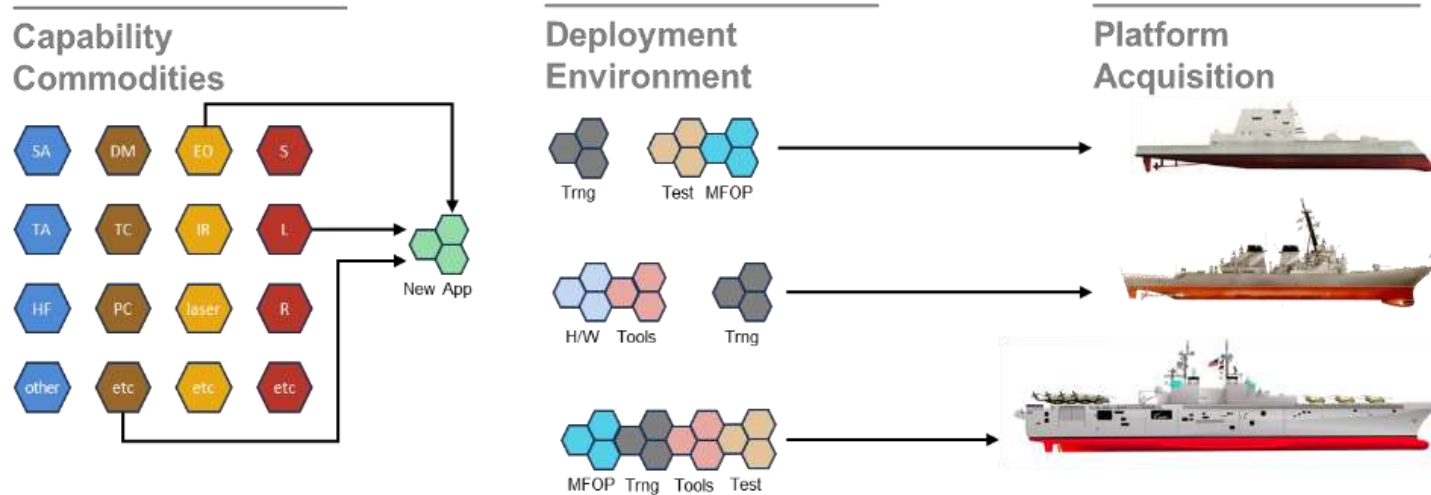 Capability
Commodities
Deployment
Environment
Platform
Acquisition
SA DM EO S
TA TC IR L
HF PC laser R
other etc etc etc
New App
Trng Test MFOP
H/W Tools Trng
MFOP Trng Tools Test